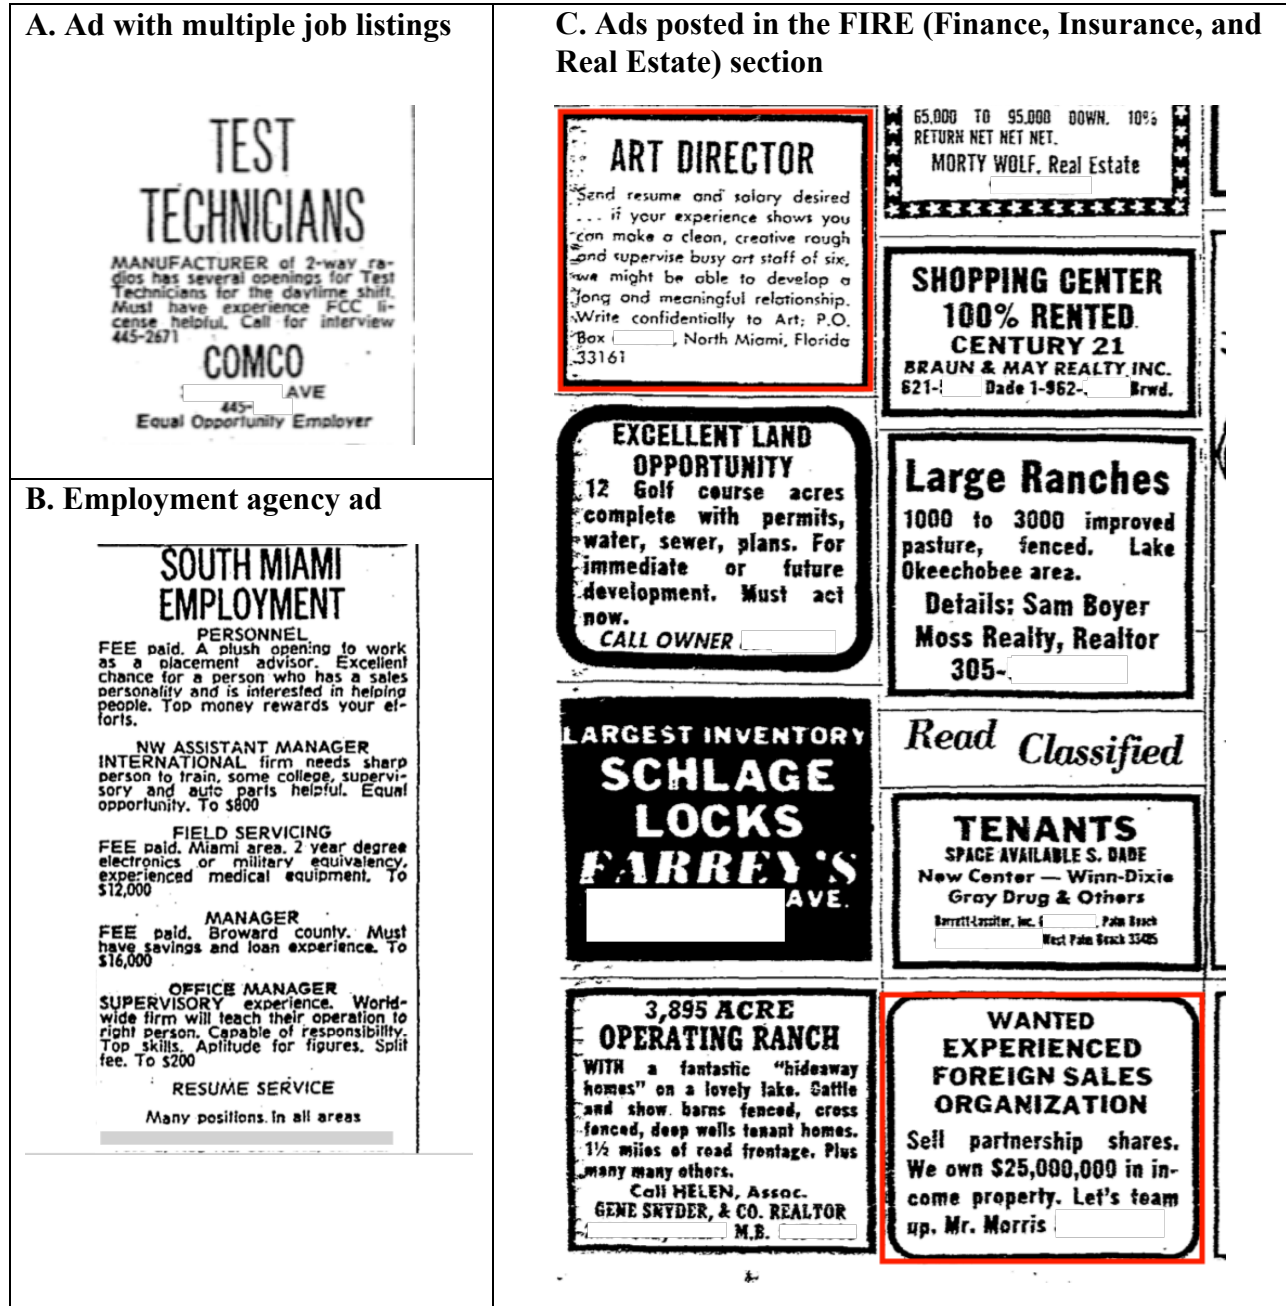 A. Ad with multiple job listings
TEST
TECHNICIANS
MANUFACTURER of 2-way ra-
dios has several openings for Test
Technicians for the daytime shift.
Must have experience FCC li-
cense helpful. Call for interview
445-2671
COMCO
AVE
445-
Equal Opportunity Employer
B. Employment agency ad
SOUTH MIAMI
EMPLOYMENT
PERSONNEL
FEE paid. A plush opening to work
as a placement advisor. Excellent
chance for a person who has a sales
personality and is interested in helping
people. Top money rewards your ef-
forts.
NW ASSISTANT MANAGER
INTERNATIONAL firm needs sharp
person to train, some college, supervi-
sory and auto parts helpful. Equal
opportunity. To $800
FIELD SERVICING
FEE paid. Miami area. 2 year degree
electronics or military equivalency,
experienced medical equipment. To
$12,000
MANAGER
FEE paid. Broward county. Must
have savings and loan experience. To
$16,000
OFFICE MANAGER
SUPERVISORY experience. World-
wide firm will teach their operation to
right person. Capable of responsibility.
Top skills. Aptitude for figures. Split
fee. To $200
RESUME SERVICE
Many positions in all areas
C. Ads posted in the FIRE (Finance, Insurance, and
Real Estate) section
ART DIRECTOR
Send resume and salary desired
... if your experience shows you
can make a clean, creative rough
and supervise busy art staff of six,
we might be able to develop a
long and meaningful relationship.
Write confidentially to Art; P.O.
Box , North Miami, Florida
33161
EXCELLENT LAND
OPPORTUNITY
12 Golf course acres
complete with permits,
water, sewer, plans. For
immediate or future
development. Must act
now.
CALL OWNER
LARGEST INVENTORY
SCHLAGE
LOCKS
FARREY'S
AVE.
3,895 ACRE
OPERATING RANCH
WITH a fantastic "hideaway
homes" on a lovely lake. Cattle
and show barns fenced, cross
fenced, deep wells tenant homes.
1½ miles of road frontage. Plus
many many others.
Call HELEN, Assoc.
GENE SNYDER, & CO. REALTOR
M.B.
65,000 TO 95,000 DOWN. 10%
RETURN NET NET NET.
MORTY WOLF, Real Estate
SHOPPING CENTER
100% RENTED
CENTURY 21
BRAUN & MAY REALTY INC.
621- Dade 1-962- Brwd.
Large Ranches
1000 to 3000 improved
pasture, fenced. Lake
Okeechobee area.
Details: Sam Boyer
Moss Realty, Realtor
305-
Read Classified
TENANTS
SPACE AVAILABLE S. DADE
New Center — Winn-Dixie
Gray Drug & Others
Barrett-Lassiter, Inc. , Palm Beach
West Palm Beach 33405
WANTED
EXPERIENCED
FOREIGN SALES
ORGANIZATION
Sell partnership shares.
We own $25,000,000 in in-
come property. Let's team
up. Mr. Morris